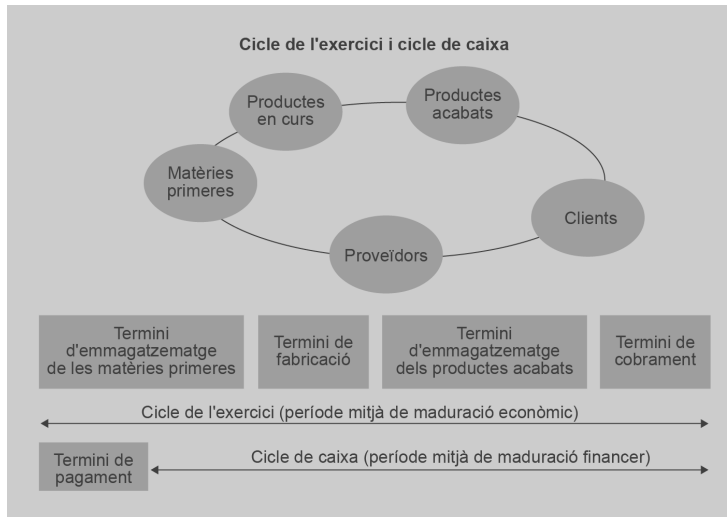 Cicle de l'exercici i cicle de caixa
Productes
en curs
Productes
acabats
Matèries
primeres
Clients
Proveïdors
Termini
d'emmagatzematge
de les matèries primeres
Termini de
fabricació
Termini
d'emmagatzematge
dels productes acabats
Termini de
cobrament
Cicle de l'exercici (període mitjà de maduració econòmic)
Termini de
pagament
Cicle de caixa (període mitjà de maduració financer)